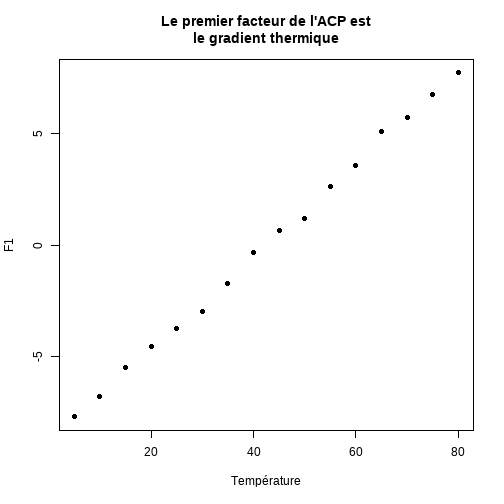 Le premier facteur de l'ACP est
le gradient thermique
5
0
-5
F1
20 40 60 80
Température